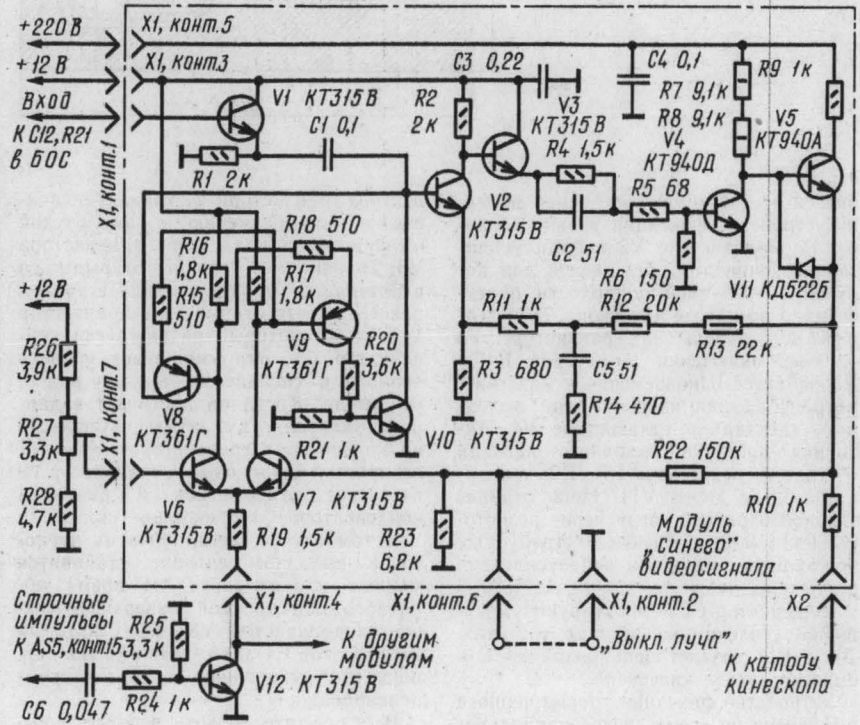 +220 В
X1, конт.5
+12 В
X1, конт.3
Вход
К C12, R21
в БОС
X1, конт.1
V1 КТ315В
C1 0,1
R1 2к
R2
2к
C3 0,22
V3
КТ315В
R4 1,5к
V2
КТ315В
C2 51
C4 0,1
R7 9,1к
R8 9,1к
V4
КТ940Д
R5 68
R6 150
R9 1к
V5
КТ940А
V11 КД522Б
R18 510
R16
1,8к
R15
510
R17
1,8к
V9
КТ361Г
R20
3,6к
V8
КТ361Г
R21 1к
V10 КТ315В
R11 1к
R12 20к
R13 22к
R3 680
C5 51
R14 470
+12В
R26
3,9к
R27
3,3к
R28
4,7к
X1, конт.7
V6
КТ315В
V7 КТ315В
R19 1,5к
R23
6,2к
R22 150к
R10 1к
Модуль
„синего"
видеосигнала
X1, конт.4
X1, конт.6
X1, конт.2
X2
„Выкл. луча"
К катоду
кинескопа
Строчные
импульсы
К AS5, конт15
R25
3,3к
К другим
модулям
C6 0,047
R24 1к
V12 КТ315В